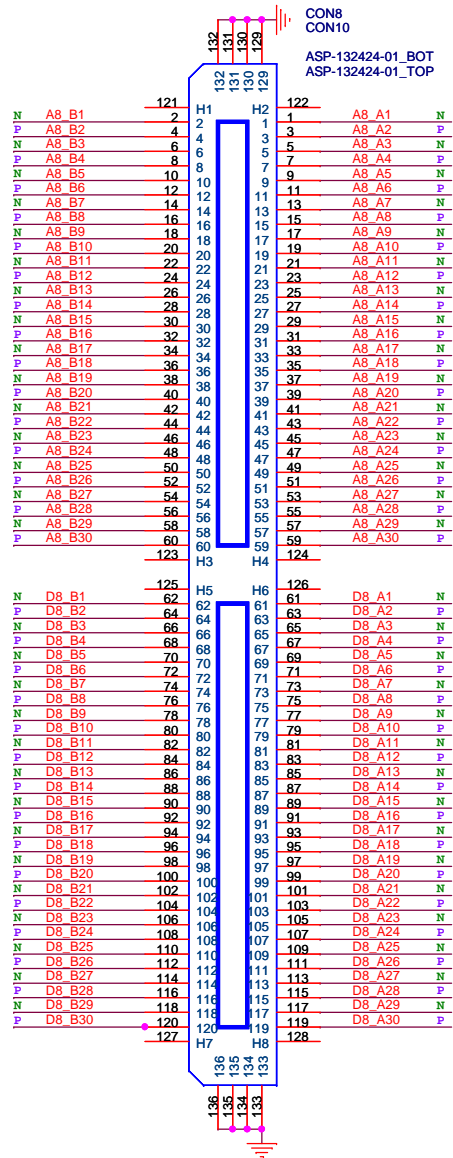 CON8
CON10
ASP-132424-01_BOT
ASP-132424-01_TOP
132 131 130 129
132 131 130 129
121 H1 H2 122
N A8_B1 2 2 1 1 A8_A1 N
P A8_B2 4 4 3 3 A8_A2 P
N A8_B3 6 6 5 5 A8_A3 N
P A8_B4 8 8 7 7 A8_A4 P
N A8_B5 10 10 9 9 A8_A5 N
P A8_B6 12 12 11 11 A8_A6 P
N A8_B7 14 14 13 13 A8_A7 N
P A8_B8 16 16 15 15 A8_A8 P
N A8_B9 18 18 17 17 A8_A9 N
P A8_B10 20 20 19 19 A8_A10 P
N A8_B11 22 22 21 21 A8_A11 N
P A8_B12 24 24 23 23 A8_A12 P
N A8_B13 26 26 25 25 A8_A13 N
P A8_B14 28 28 27 27 A8_A14 P
N A8_B15 30 30 29 29 A8_A15 N
P A8_B16 32 32 31 31 A8_A16 P
N A8_B17 34 34 33 33 A8_A17 N
P A8_B18 36 36 35 35 A8_A18 P
N A8_B19 38 38 37 37 A8_A19 N
P A8_B20 40 40 39 39 A8_A20 P
N A8_B21 42 42 41 41 A8_A21 N
P A8_B22 44 44 43 43 A8_A22 P
N A8_B23 46 46 45 45 A8_A23 N
P A8_B24 48 48 47 47 A8_A24 P
N A8_B25 50 50 49 49 A8_A25 N
P A8_B26 52 52 51 51 A8_A26 P
N A8_B27 54 54 53 53 A8_A27 N
P A8_B28 56 56 55 55 A8_A28 P
N A8_B29 58 58 57 57 A8_A29 N
P A8_B30 60 60 59 59 A8_A30 P
123 H3 H4 124
125 H5 H6 126
N D8_B1 62 62 61 61 D8_A1 N
P D8_B2 64 64 63 63 D8_A2 P
N D8_B3 66 66 65 65 D8_A3 N
P D8_B4 68 68 67 67 D8_A4 P
N D8_B5 70 70 69 69 D8_A5 N
P D8_B6 72 72 71 71 D8_A6 P
N D8_B7 74 74 73 73 D8_A7 N
P D8_B8 76 76 75 75 D8_A8 P
N D8_B9 78 78 77 77 D8_A9 N
P D8_B10 80 80 79 79 D8_A10 P
N D8_B11 82 82 81 81 D8_A11 N
P D8_B12 84 84 83 83 D8_A12 P
N D8_B13 86 86 85 85 D8_A13 N
P D8_B14 88 88 87 87 D8_A14 P
N D8_B15 90 90 89 89 D8_A15 N
P D8_B16 92 92 91 91 D8_A16 P
N D8_B17 94 94 93 93 D8_A17 N
P D8_B18 96 96 95 95 D8_A18 P
N D8_B19 98 98 97 97 D8_A19 N
P D8_B20 100 100 99 99 D8_A20 P
N D8_B21 102 102 101 101 D8_A21 N
P D8_B22 104 104 103 103 D8_A22 P
N D8_B23 106 106 105 105 D8_A23 N
P D8_B24 108 108 107 107 D8_A24 P
N D8_B25 110 110 109 109 D8_A25 N
P D8_B26 112 112 111 111 D8_A26 P
N D8_B27 114 114 113 113 D8_A27 N
P D8_B28 116 116 115 115 D8_A28 P
N D8_B29 118 118 117 117 D8_A29 N
P D8_B30 120 120 119 119 D8_A30 P
127 H7 H8 128
136 135 134 133
136 135 134 133